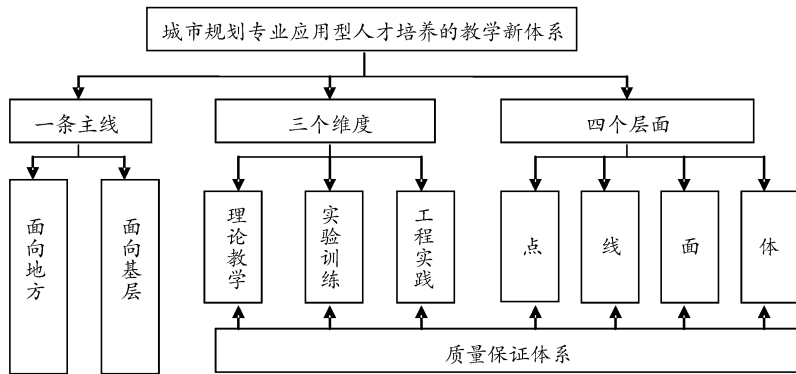 城市规划专业应用型人才培养的教学新体系
一条主线
三个维度
四个层面
面向地方
面向基层
理论教学
实验训练
工程实践
点
线
面
体
质量保证体系